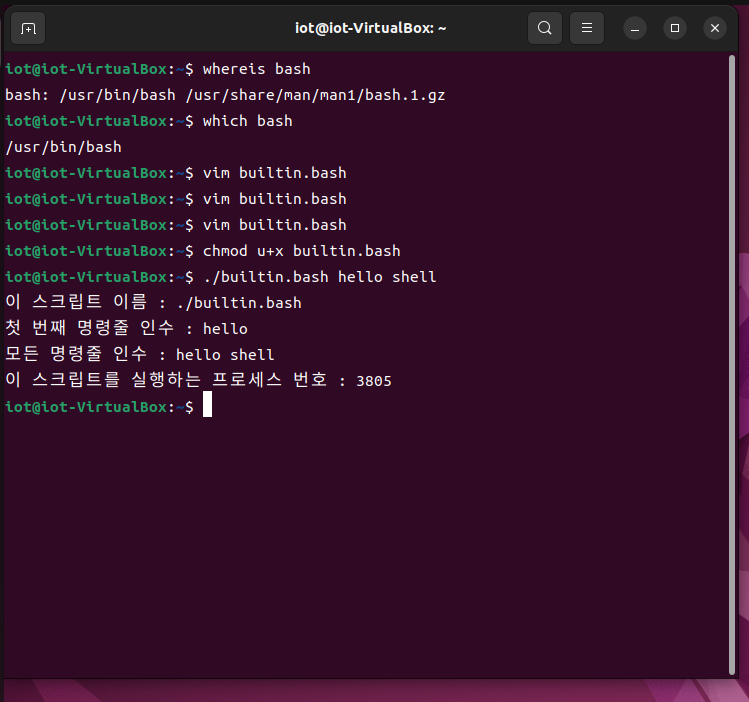 iot@iot-VirtualBox: ~
iot@iot-VirtualBox:~$ whereis bash
bash: /usr/bin/bash /usr/share/man/man1/bash.1.gz
iot@iot-VirtualBox:~$ which bash
/usr/bin/bash
iot@iot-VirtualBox:~$ vim builtin.bash
iot@iot-VirtualBox:~$ vim builtin.bash
iot@iot-VirtualBox:~$ vim builtin.bash
iot@iot-VirtualBox:~$ chmod u+x builtin.bash
iot@iot-VirtualBox:~$ ./builtin.bash hello shell
이 스크립트 이름 : ./builtin.bash
첫 번째 명령줄 인수 : hello
모든 명령줄 인수 : hello shell
이 스크립트를 실행하는 프로세스 번호 : 3805
iot@iot-VirtualBox:~$